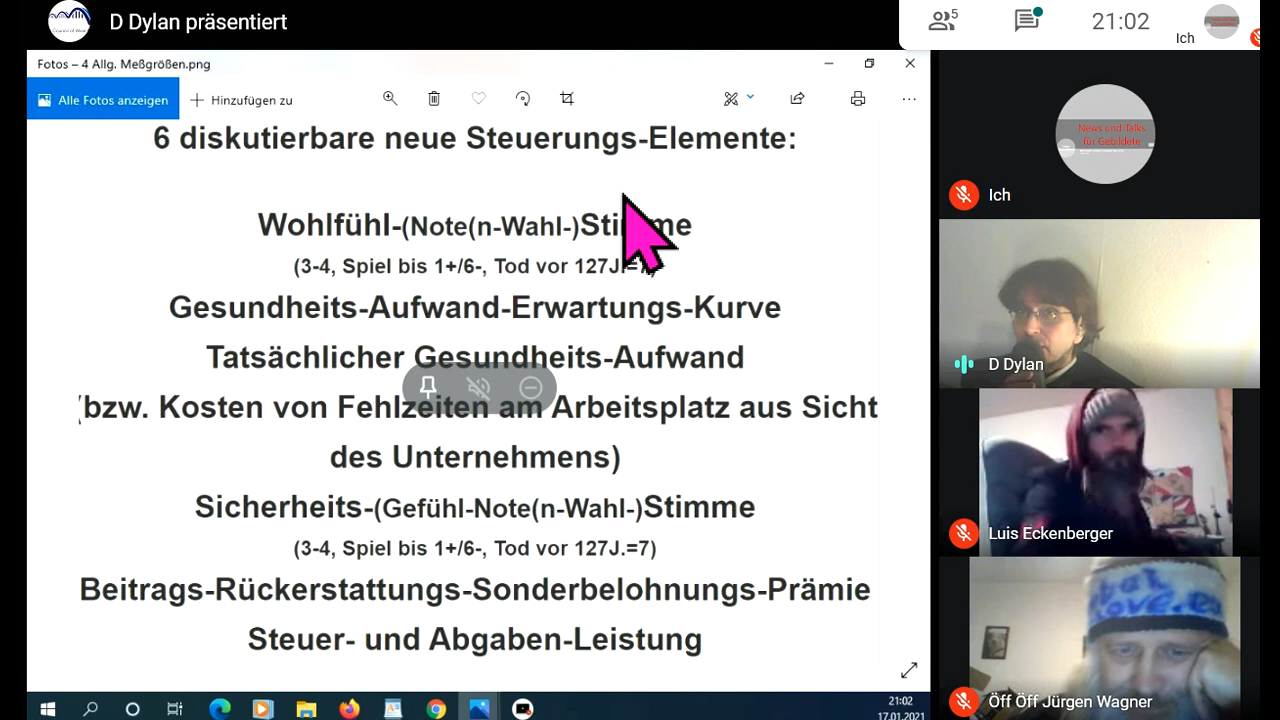 D Dylan präsentiert
5
21:02
Ich
Fotos – 4 Allg. Meßgrößen.png
Alle Fotos anzeigen
Hinzufügen zu
6 diskutierbare neue Steuerungs-Elemente:
Wohlfühl-(Note(n-Wahl-)Stimme
(3-4, Spiel bis 1+/6-, Tod vor 127J.=7)
Gesundheits-Aufwand-Erwartungs-Kurve
Tatsächlicher Gesundheits-Aufwand
(bzw. Kosten von Fehlzeiten am Arbeitsplatz aus Sicht
des Unternehmens)
Sicherheits-(Gefühl-Note(n-Wahl-)Stimme
(3-4, Spiel bis 1+/6-, Tod vor 127J.=7)
Beitrags-Rückerstattungs-Sonderbelohnungs-Prämie
Steuer- und Abgaben-Leistung
21:02
17.01.2021
News und Talks
für Gebildete
Ich
D Dylan
Luis Eckenberger
Öff Öff Jürgen Wagner